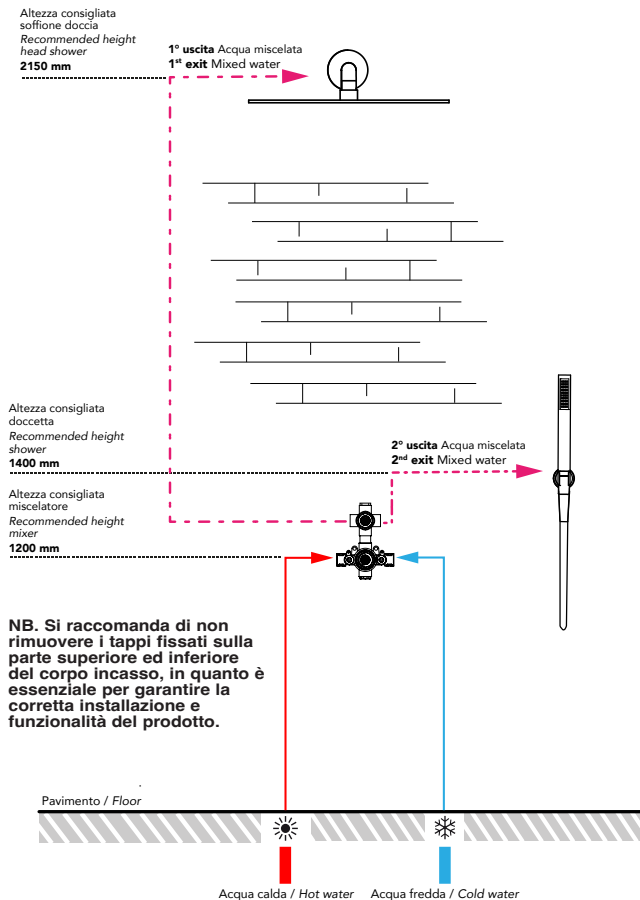 Altezza consigliata
soffione doccia
Recommended height
head shower
2150 mm
1° uscita Acqua miscelata
1st exit Mixed water
Altezza consigliata
doccetta
Recommended height
shower
1400 mm
2° uscita Acqua miscelata
2nd exit Mixed water
Altezza consigliata
miscelatore
Recommended height
mixer
1200 mm
NB. Si raccomanda di non
rimuovere i tappi fissati sulla
parte superiore ed inferiore
del corpo incasso, in quanto è
essenziale per garantire la
corretta installazione e
funzionalità del prodotto.
Pavimento / Floor
Acqua calda / Hot water
Acqua fredda / Cold water